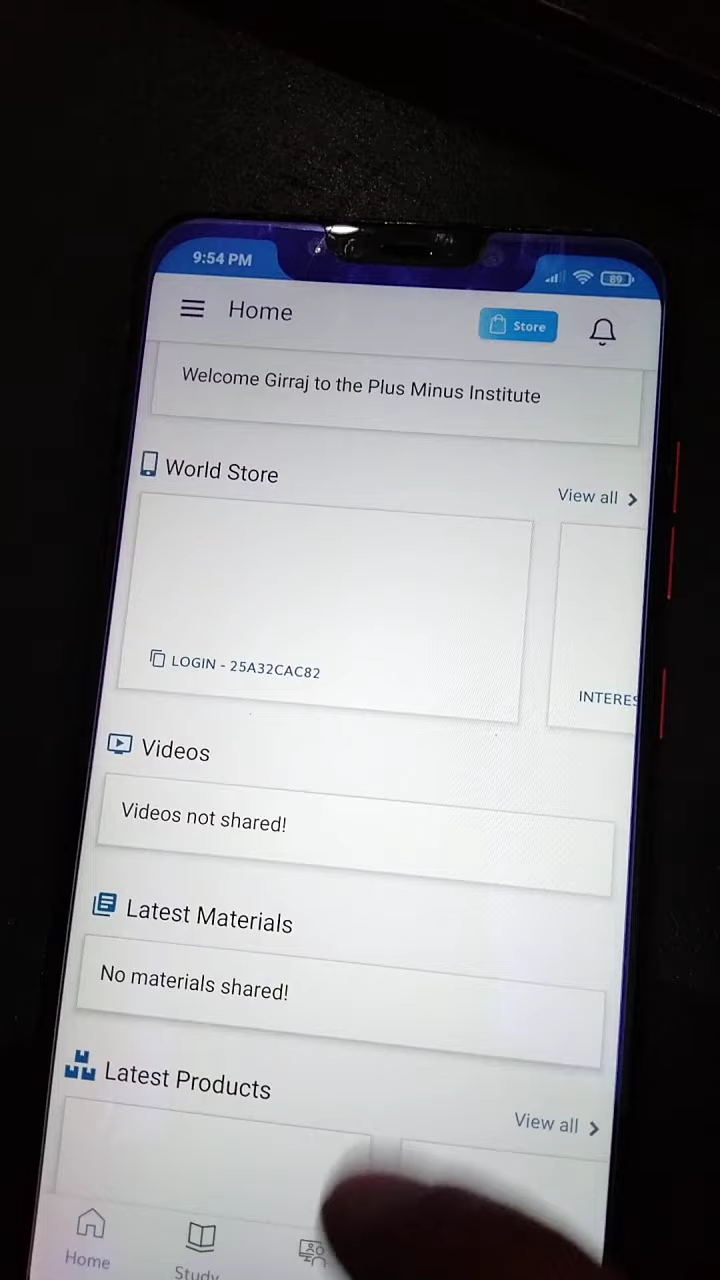 9:54 PM
89
Home
Store
Welcome Girraj to the Plus Minus Institute
World Store
View all
LOGIN - 25A32CAC82
INTERES
Videos
Videos not shared!
Latest Materials
No materials shared!
Latest Products
View all
Home
Study